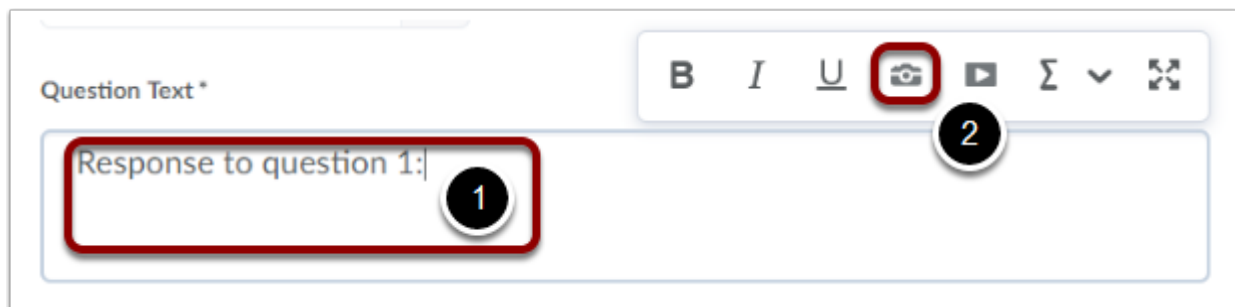 Question Text *
B I U Σ
2
Response to question 1:
1